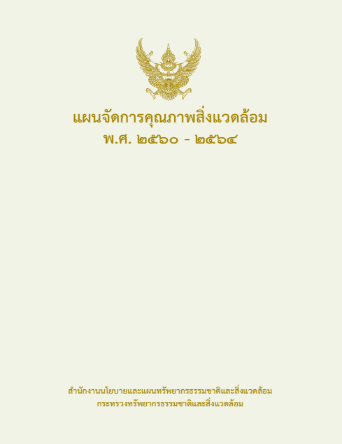 แผนจัดการคุณภาพสิ่งแวดล้อม
พ.ศ. ๒๕๖๐ - ๒๕๖๔
สำนักงานนโยบายและแผนทรัพยากรธรรมชาติและสิ่งแวดล้อม
กระทรวงทรัพยากรธรรมชาติและสิ่งแวดล้อม